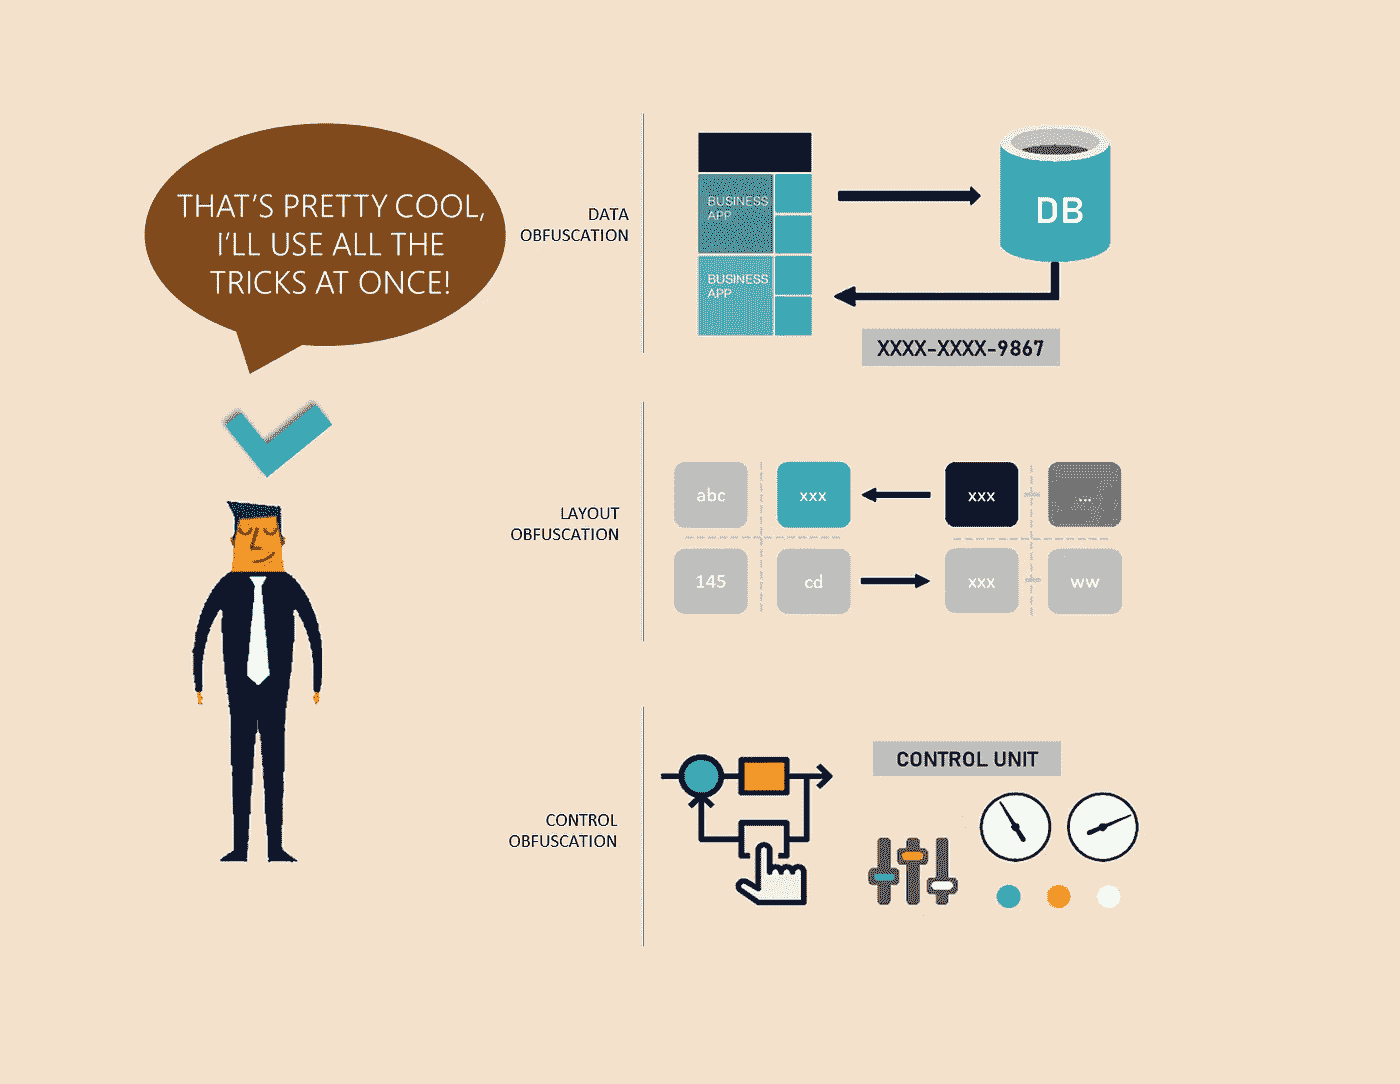 THAT'S PRETTY COOL,
I'LL USE ALL THE
TRICKS AT ONCE!
DATA
OBFUSCATION
BUSINESS
APP
BUSINESS
APP
DB
XXXX-XXXX-9867
LAYOUT
OBFUSCATION
abc
xxx
xxx
...
145
cd
xxx
ww
CONTROL
OBFUSCATION
CONTROL UNIT